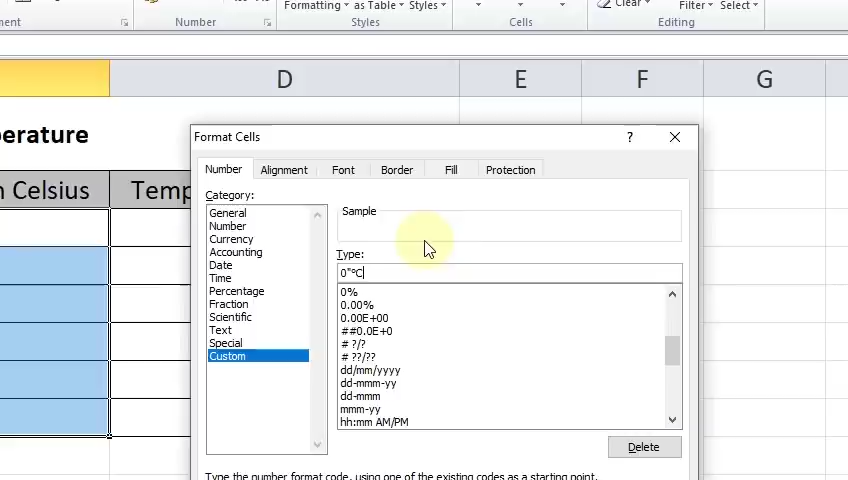 Clear
Formatting as Table Styles
Filter Select
Number
Styles
Cells
Editing
D E F G
perature
n Celsius Temp
Format Cells
?
Number Alignment Font Border Fill Protection
Category:
General
Number
Currency
Accounting
Date
Time
Percentage
Fraction
Scientific
Text
Special
Custom
Sample
Type:
0"°C
0%
0.00%
0.00E+00
##0.0E+0
# ?/?
# ??/??
dd/mm/yyyy
dd-mmm-yy
dd-mmm
mmm-yy
hh:mm AM/PM
Delete
Type the number format code, using one of the existing codes as a starting point.